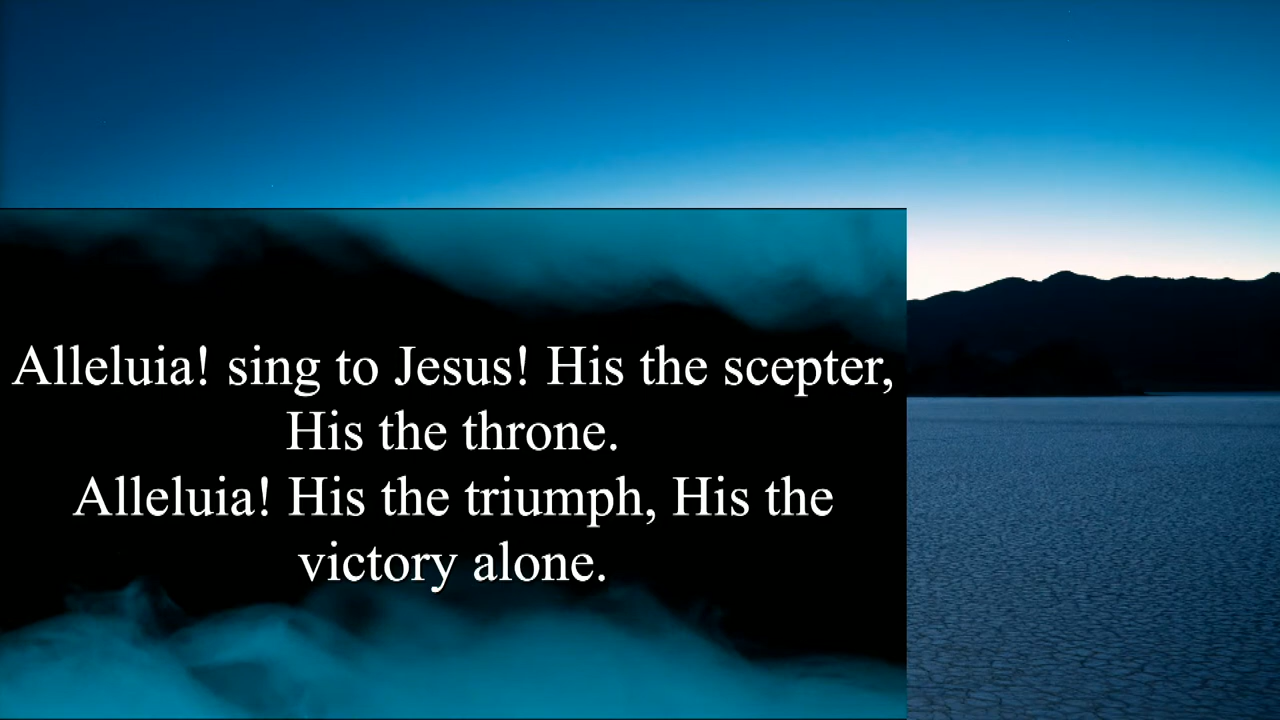 Alleluia! sing to Jesus! His the scepter,
His the throne.
Alleluia! His the triumph, His the
victory alone.